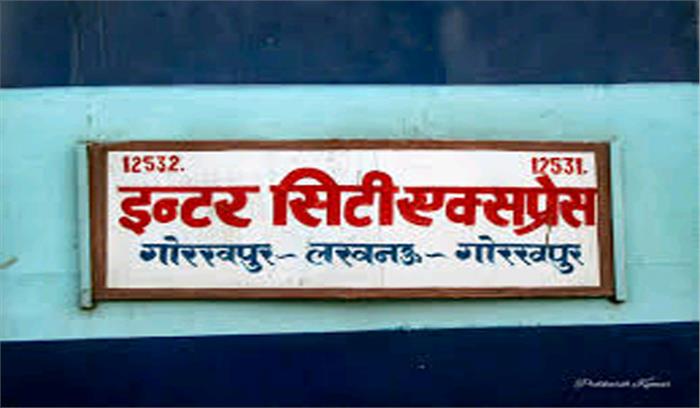 12532. 12531.
इन्टर सिटी एक्सप्रेस
गोरखपुर - लखनऊ - गोरखपुर